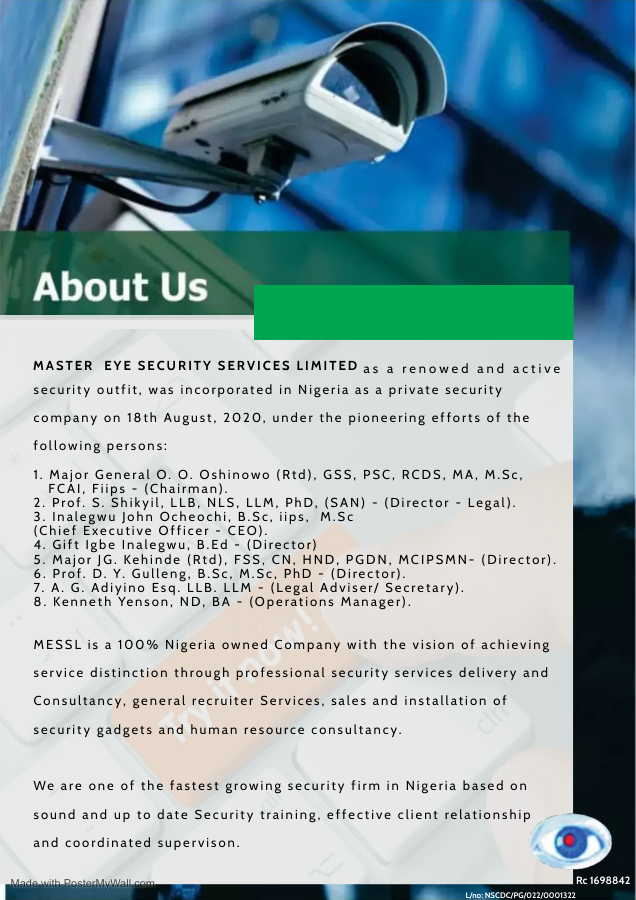 About Us
MASTER EYE SECURITY SERVICES LIMITED as a renowed and active
security outfit, was incorporated in Nigeria as a private security
company on 18th August, 2020, under the pioneering efforts of the
following persons:
1. Major General O. O. Oshinowo (Rtd), GSS, PSC, RCDS, MA, M.Sc,
FCAI, Fiips - (Chairman).
2. Prof. S. Shikyil, LLB, NLS, LLM, PhD, (SAN) - (Director - Legal).
3. Inalegwu John Ocheochi, B.Sc, iips, M.Sc
(Chief Executive Officer - CEO).
4. Gift Igbe Inalegwu, B.Ed - (Director)
5. Major JG. Kehinde (Rtd), FSS, CN, HND, PGDN, MCIPSMN- (Director).
6. Prof. D. Y. Gulleng, B.Sc, M.Sc, PhD - (Director).
7. A. G. Adiyino Esq. LLB. LLM - (Legal Adviser/ Secretary).
8. Kenneth Yenson, ND, BA - (Operations Manager).
MESSL is a 100% Nigeria owned Company with the vision of achieving
service distinction through professional security services delivery and
Consultancy, general recruiter Services, sales and installation of
security gadgets and human resource consultancy.
Try it now!
ctrl
We are one of the fastest growing security firm in Nigeria based on
sound and up to date Security training, effective client relationship
and coordinated supervison.
alt
Made with PosterMyWall.com
Rc 1698842
L/no: NSCDC/PG/022/0001322